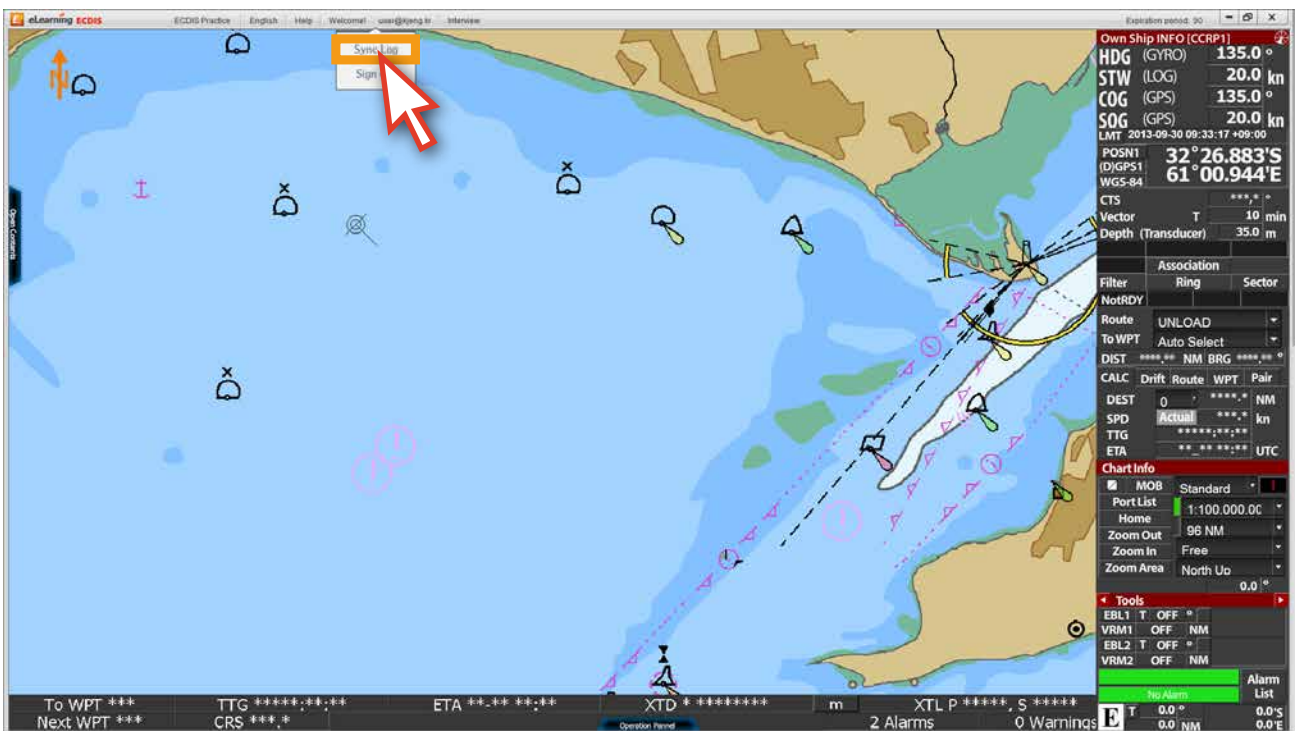 eLearning ECDIS ECDIS Practice English Help Welcome! user@kjeng.kr Interview Expiration period: 90
Sync Log
Sign
N
Open Contents
Own Ship INFO [CCRP1]
HDG (GYRO) 135.0 °
STW (LOG) 20.0 kn
COG (GPS) 135.0 °
SOG (GPS) 20.0 kn
LMT 2013-09-30 09:33:17 +09:00
POSN1 32°26.883'S
(D)GPS1 61°00.944'E
WGS-84
CTS ***.* °
Vector T 10 min
Depth (Transducer) 35.0 m
Association
Filter Ring Sector
NotRDY
Route UNLOAD
To WPT Auto Select
DIST ****.** NM BRG ****.** °
CALC Drift Route WPT Pair
DEST 0 ' ****.* NM
SPD Actual ***.* kn
TTG *****:**:**
ETA **_** **:** UTC
Chart Info
MOB Standard !
Port List 1:100.000.0C
Home
Zoom Out 96 NM
Zoom In Free
Zoom Area North Up
0.0 °
Tools
EBL1 T OFF °
VRM1 OFF NM
EBL2 T OFF °
VRM2 OFF NM
No Alarm Alarm List
E T 0.0 ° 0.0'S
0.0 NM 0.0'E
To WPT *** TTG *****:**:** ETA **-** **:** XTD * ******** m XTL P *****, S *****
Next WPT *** CRS ***.* Operation Pannel 2 Alarms 0 Warnings